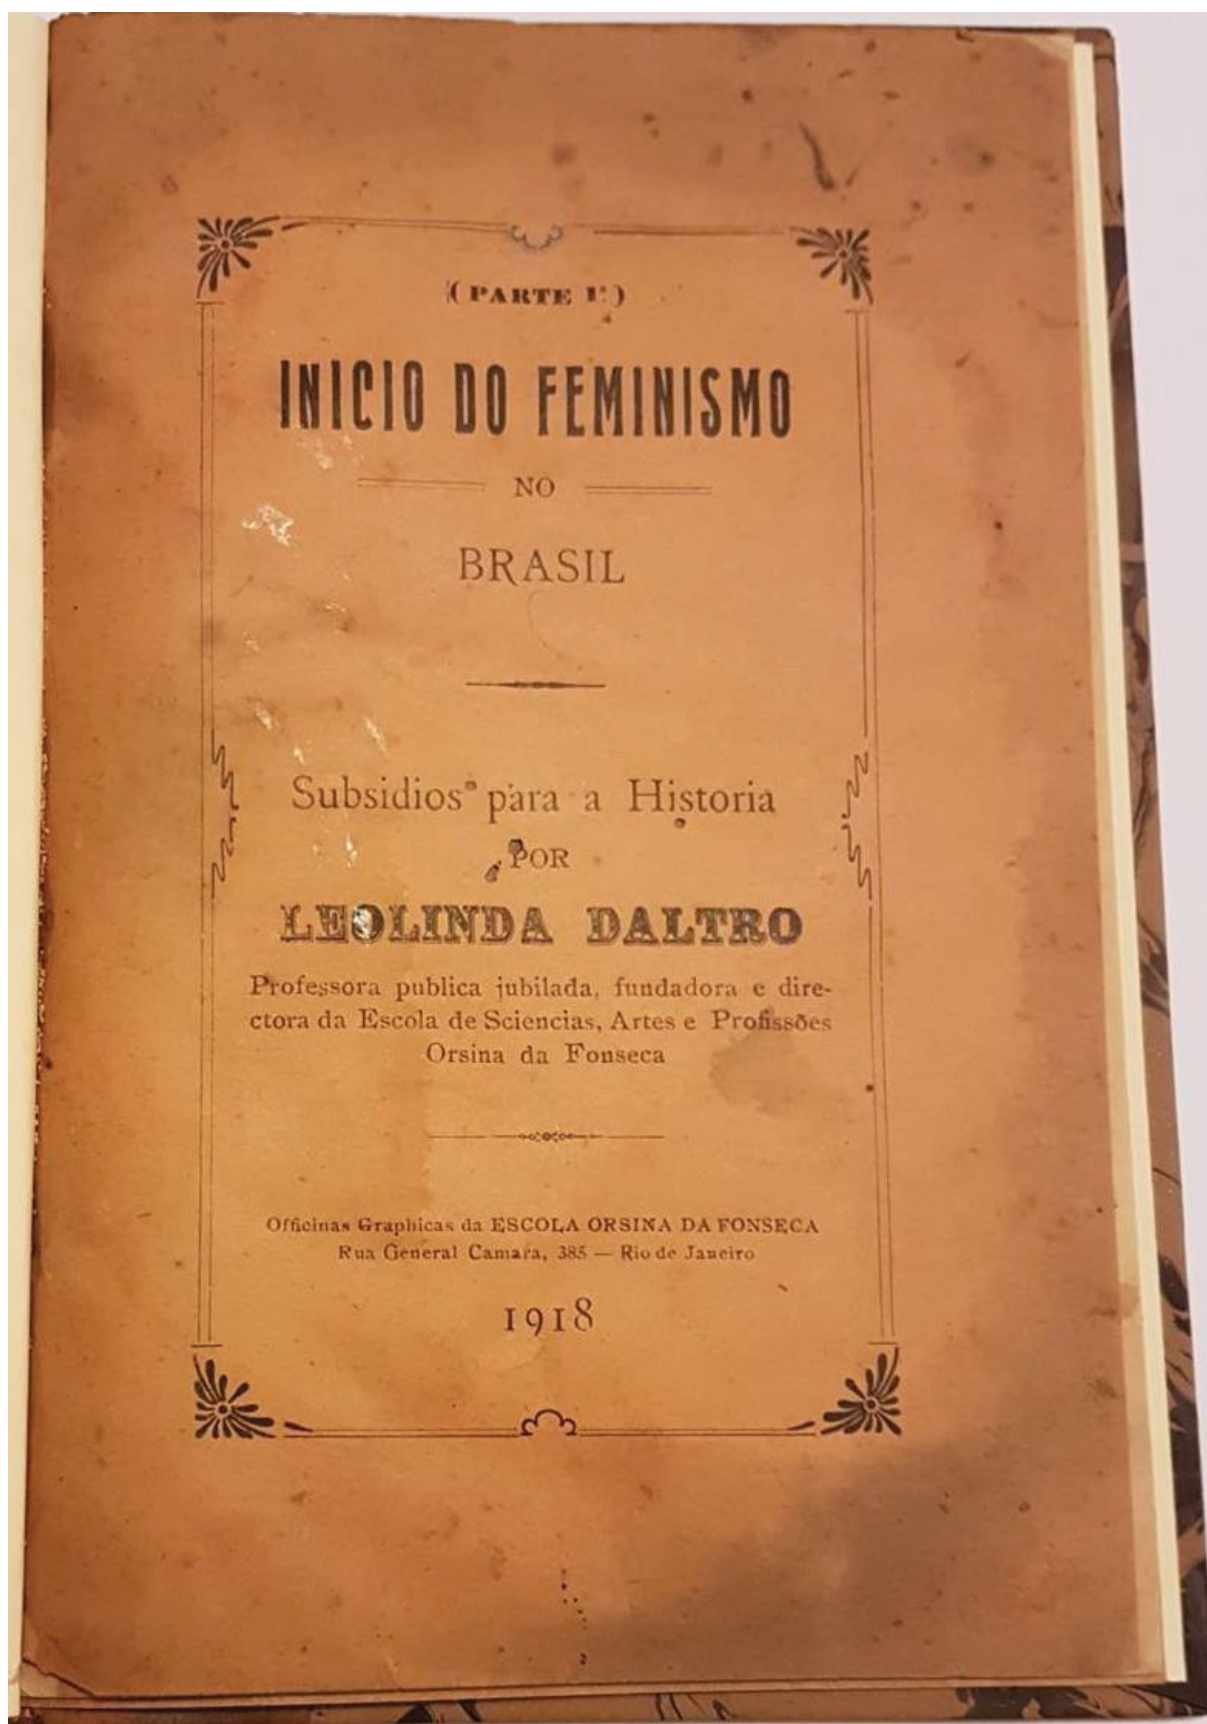 (PARTE 1ª)
INICIO DO FEMINISMO
NO
BRASIL
Subsidios para a Historia
POR
LEOLINDA DALTRO
Professora publica jubilada, fundadora e dire-
ctora da Escola de Sciencias, Artes e Profissões
Orsina da Fonseca
Officinas Graphicas da ESCOLA ORSINA DA FONSECA
Rua General Camara, 385 — Rio de Janeiro
1918